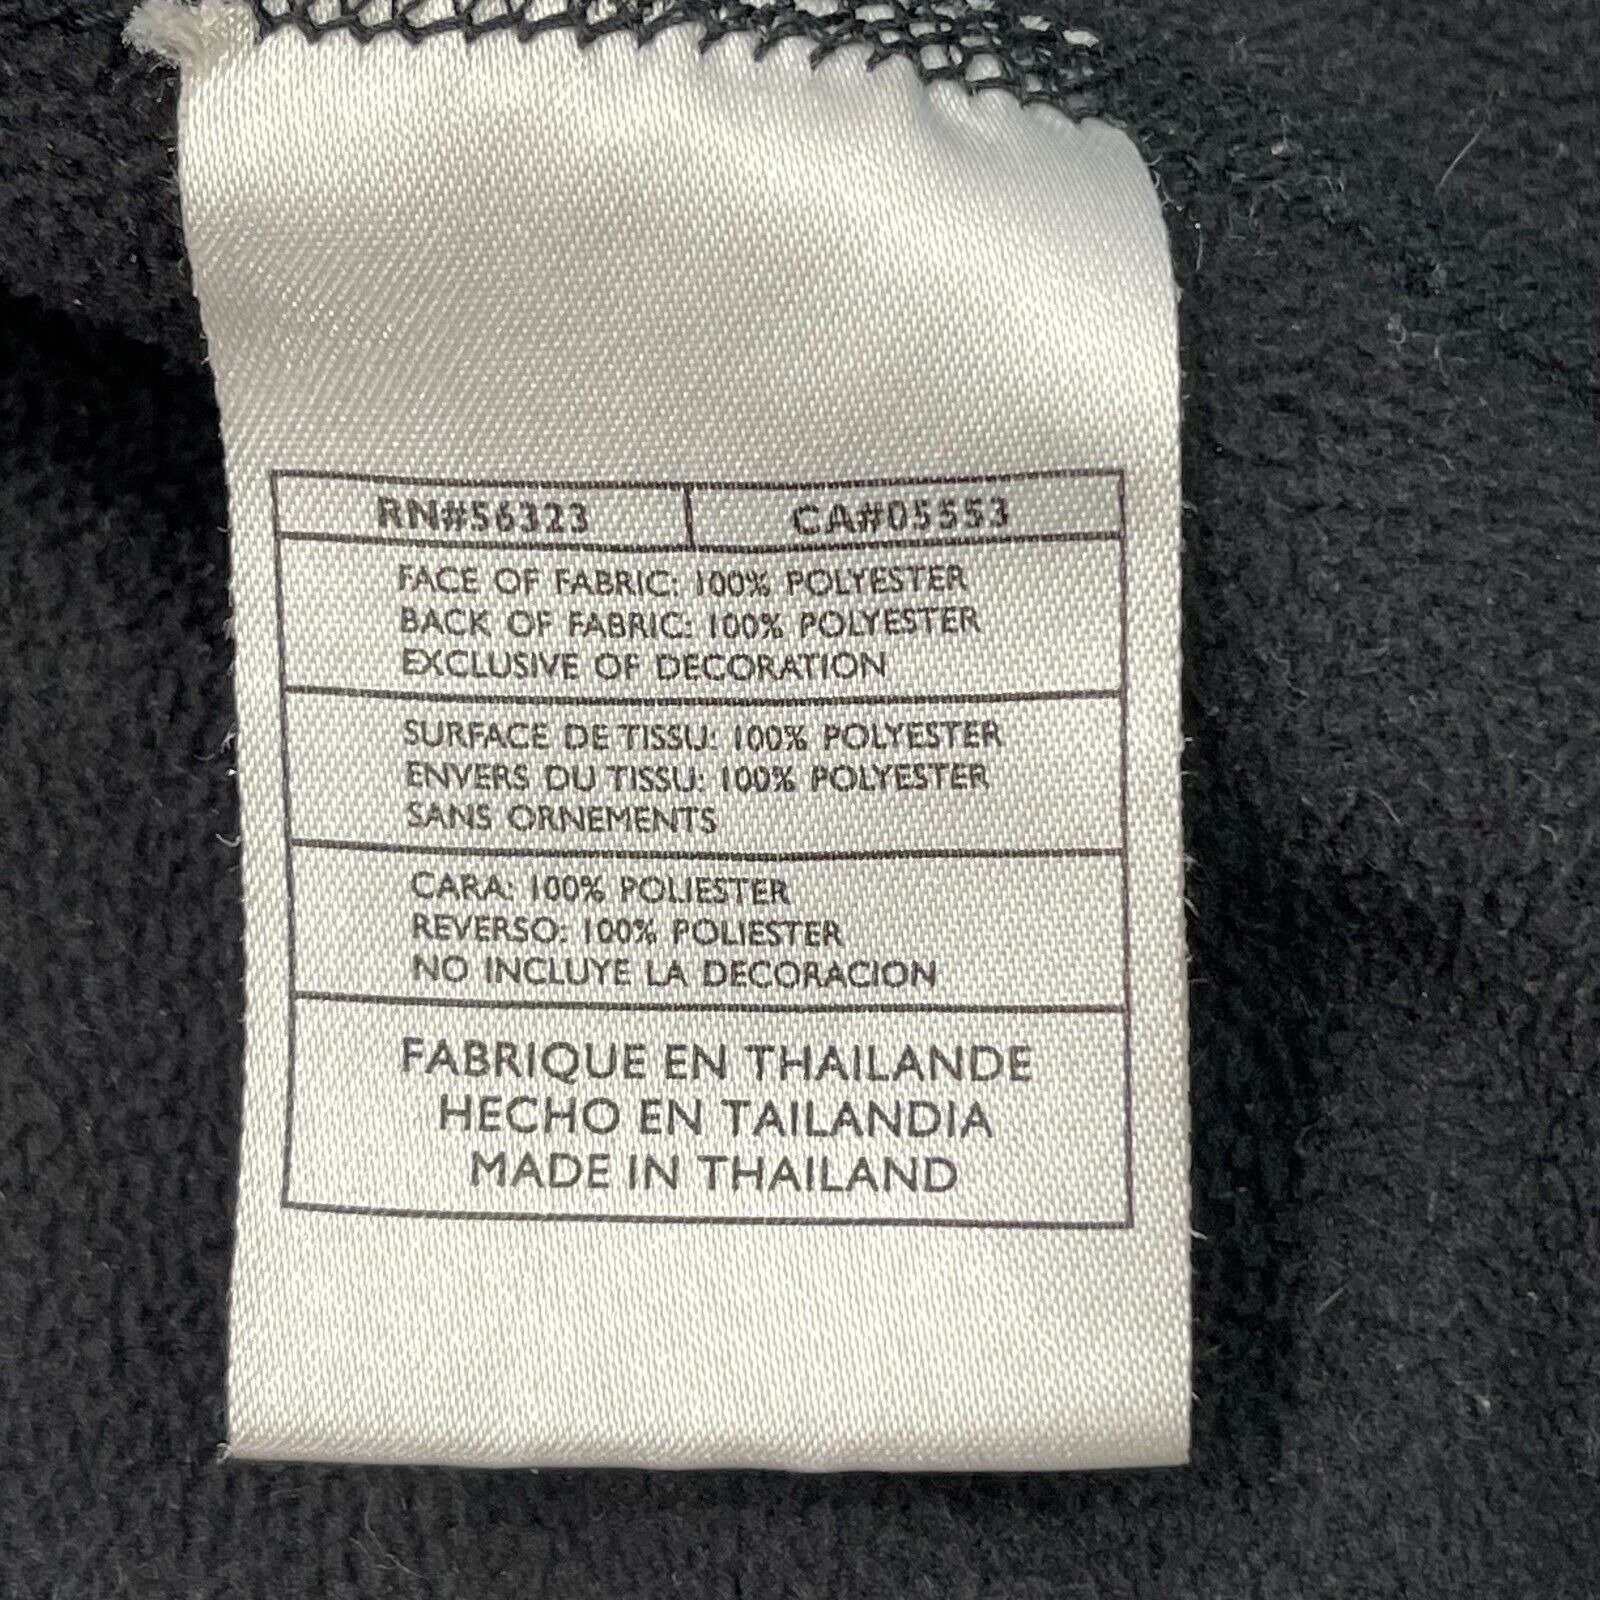 RN#56323 CA#05553
FACE OF FABRIC: 100% POLYESTER
BACK OF FABRIC: 100% POLYESTER
EXCLUSIVE OF DECORATION
SURFACE DE TISSU: 100% POLYESTER
ENVERS DU TISSU: 100% POLYESTER
SANS ORNEMENTS
CARA: 100% POLIESTER
REVERSO: 100% POLIESTER
NO INCLUYE LA DECORACION
FABRIQUE EN THAILANDE
HECHO EN TAILANDIA
MADE IN THAILAND